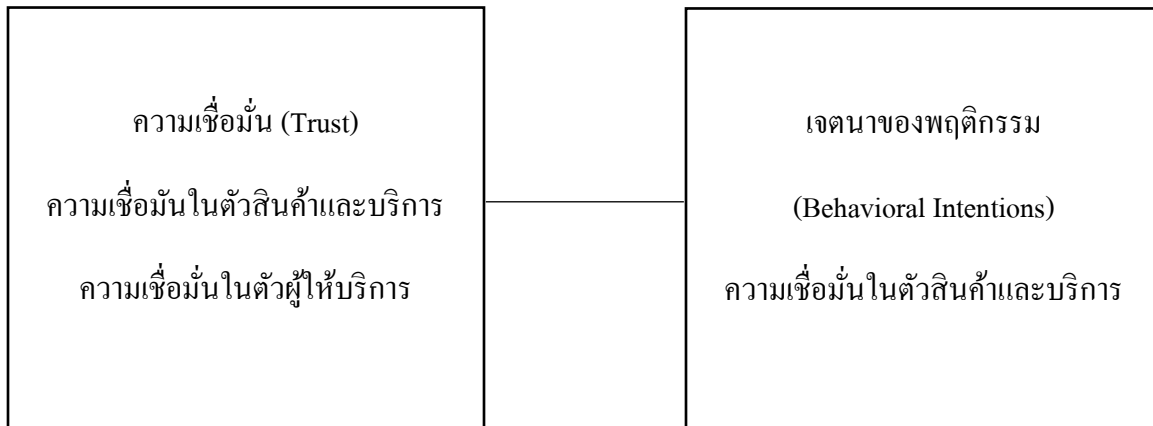 ความเชื่อมั่น (Trust)
ความเชื่อมันในตัวสินค้าและบริการ
ความเชื่อมั่นในตัวผู้ให้บริการ
เจตนาของพฤติกรรม
(Behavioral Intentions)
ความเชื่อมั่นในตัวสินค้าและบริการ